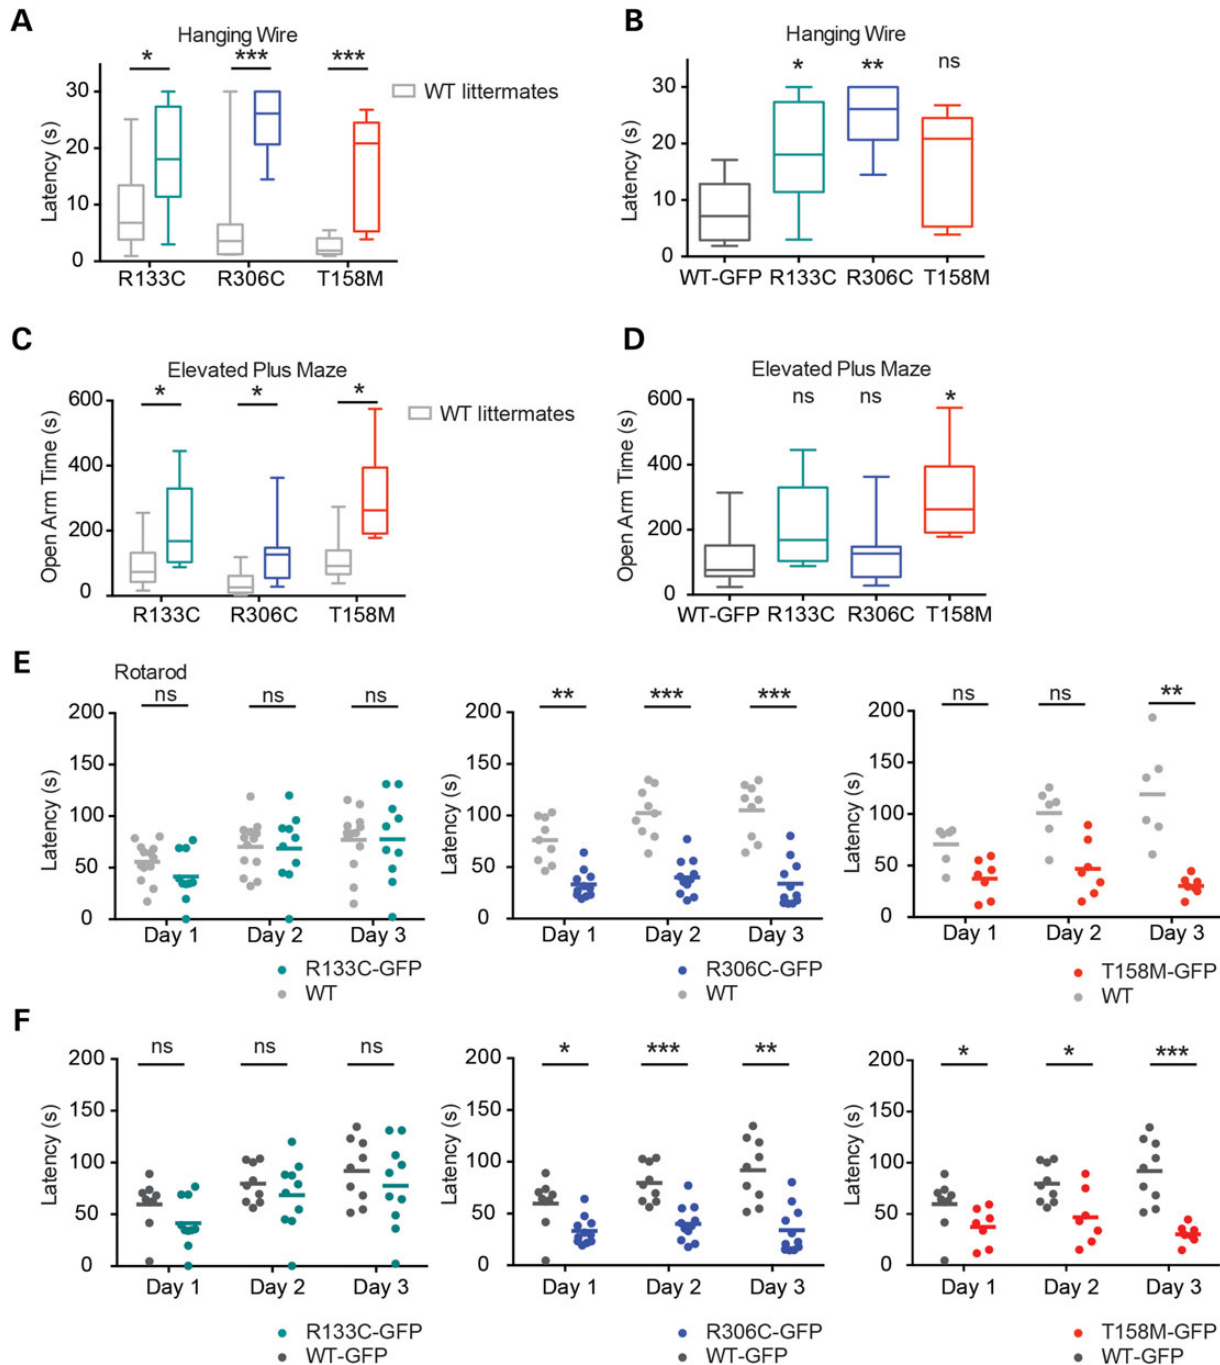 A
Hanging Wire
* *** ***
WT littermates
Latency (s)
30
20
10
0
R133C R306C T158M
B
Hanging Wire
* ** ns
Latency (s)
30
20
10
0
WT-GFP R133C R306C T158M
C
Elevated Plus Maze
* * *
WT littermates
Open Arm Time (s)
600
400
200
0
R133C R306C T158M
D
Elevated Plus Maze
ns ns *
Open Arm Time (s)
600
400
200
0
WT-GFP R133C R306C T158M
E
Rotarod
ns ns ns
Latency (s)
200
150
100
50
0
Day 1 Day 2 Day 3
R133C-GFP
WT
** *** ***
Latency (s)
200
150
100
50
0
Day 1 Day 2 Day 3
R306C-GFP
WT
ns ns **
Latency (s)
200
150
100
50
0
Day 1 Day 2 Day 3
T158M-GFP
WT
F
ns ns ns
Latency (s)
200
150
100
50
0
Day 1 Day 2 Day 3
R133C-GFP
WT-GFP
* *** **
Latency (s)
200
150
100
50
0
Day 1 Day 2 Day 3
R306C-GFP
WT-GFP
* * ***
Latency (s)
200
150
100
50
0
Day 1 Day 2 Day 3
T158M-GFP
WT-GFP